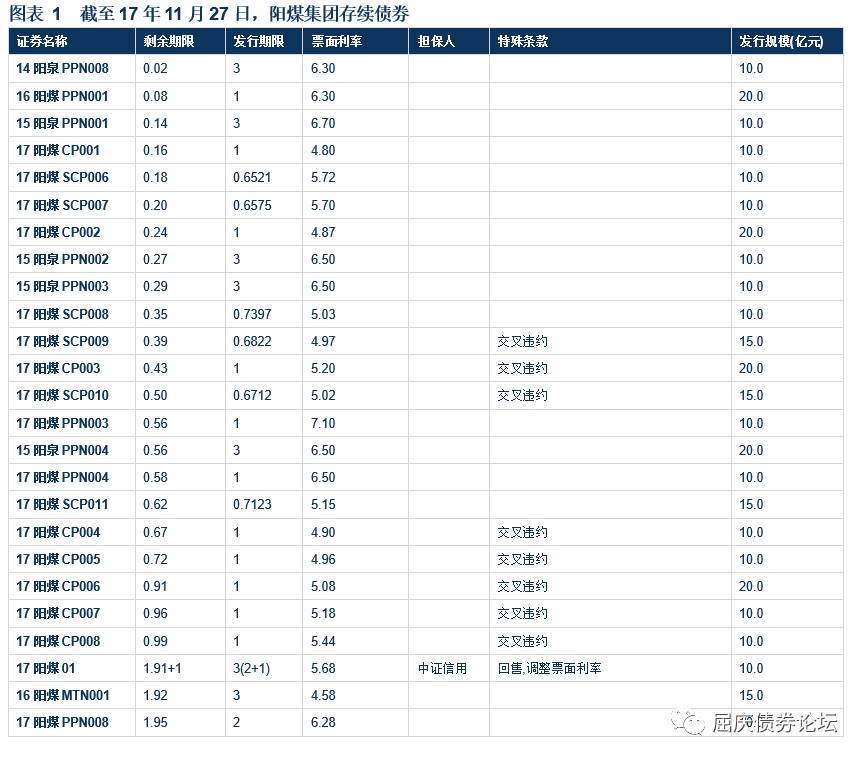 图表 1 截至 17 年 11 月 27 日，阳煤集团存续债券
证券名称 剩余期限 发行期限 票面利率 担保人 特殊条款 发行规模(亿元)
14 阳泉 PPN008 0.02 3 6.30 10.0
16 阳煤 PPN001 0.08 1 6.30 20.0
15 阳泉 PPN001 0.14 3 6.70 10.0
17 阳煤 CP001 0.16 1 4.80 10.0
17 阳煤 SCP006 0.18 0.6521 5.72 10.0
17 阳煤 SCP007 0.20 0.6575 5.70 10.0
17 阳煤 CP002 0.24 1 4.87 20.0
15 阳泉 PPN002 0.27 3 6.50 10.0
15 阳泉 PPN003 0.29 3 6.50 10.0
17 阳煤 SCP008 0.35 0.7397 5.03 10.0
17 阳煤 SCP009 0.39 0.6822 4.97 交叉违约 15.0
17 阳煤 CP003 0.43 1 5.20 交叉违约 20.0
17 阳煤 SCP010 0.50 0.6712 5.02 交叉违约 15.0
17 阳煤 PPN003 0.56 1 7.10 10.0
15 阳泉 PPN004 0.56 3 6.50 20.0
17 阳煤 PPN004 0.58 1 6.50 10.0
17 阳煤 SCP011 0.62 0.7123 5.15 15.0
17 阳煤 CP004 0.67 1 4.90 交叉违约 10.0
17 阳煤 CP005 0.72 1 4.96 交叉违约 10.0
17 阳煤 CP006 0.91 1 5.08 交叉违约 20.0
17 阳煤 CP007 0.96 1 5.18 交叉违约 10.0
17 阳煤 CP008 0.99 1 5.44 交叉违约 10.0
17 阳煤 01 1.91+1 3(2+1) 5.68 中证信用 回售,调整票面利率 10.0
16 阳煤 MTN001 1.92 3 4.58 15.0
17 阳煤 PPN008 1.95 2 6.28
屈庆债券论坛